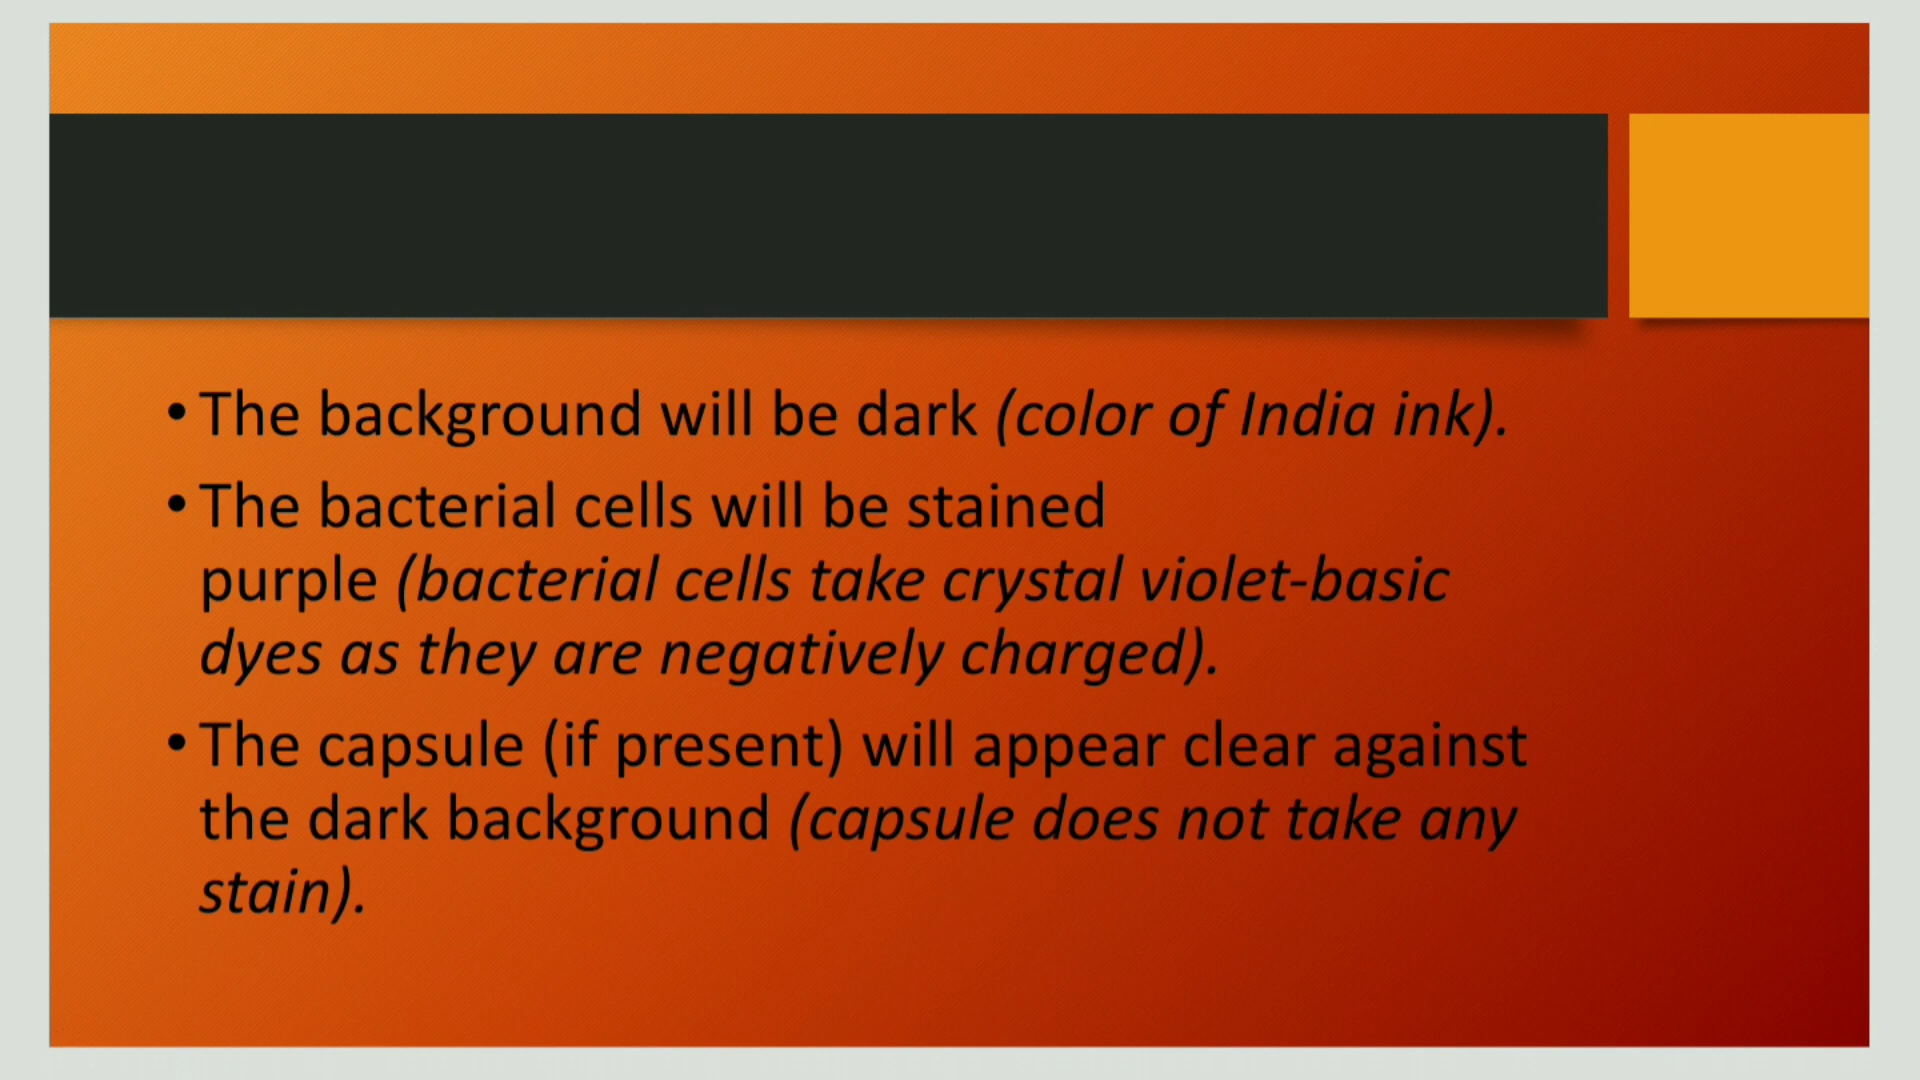 • The background will be dark (color of India ink).
• The bacterial cells will be stained
purple (bacterial cells take crystal violet-basic
dyes as they are negatively charged).
• The capsule (if present) will appear clear against
the dark background (capsule does not take any
stain).